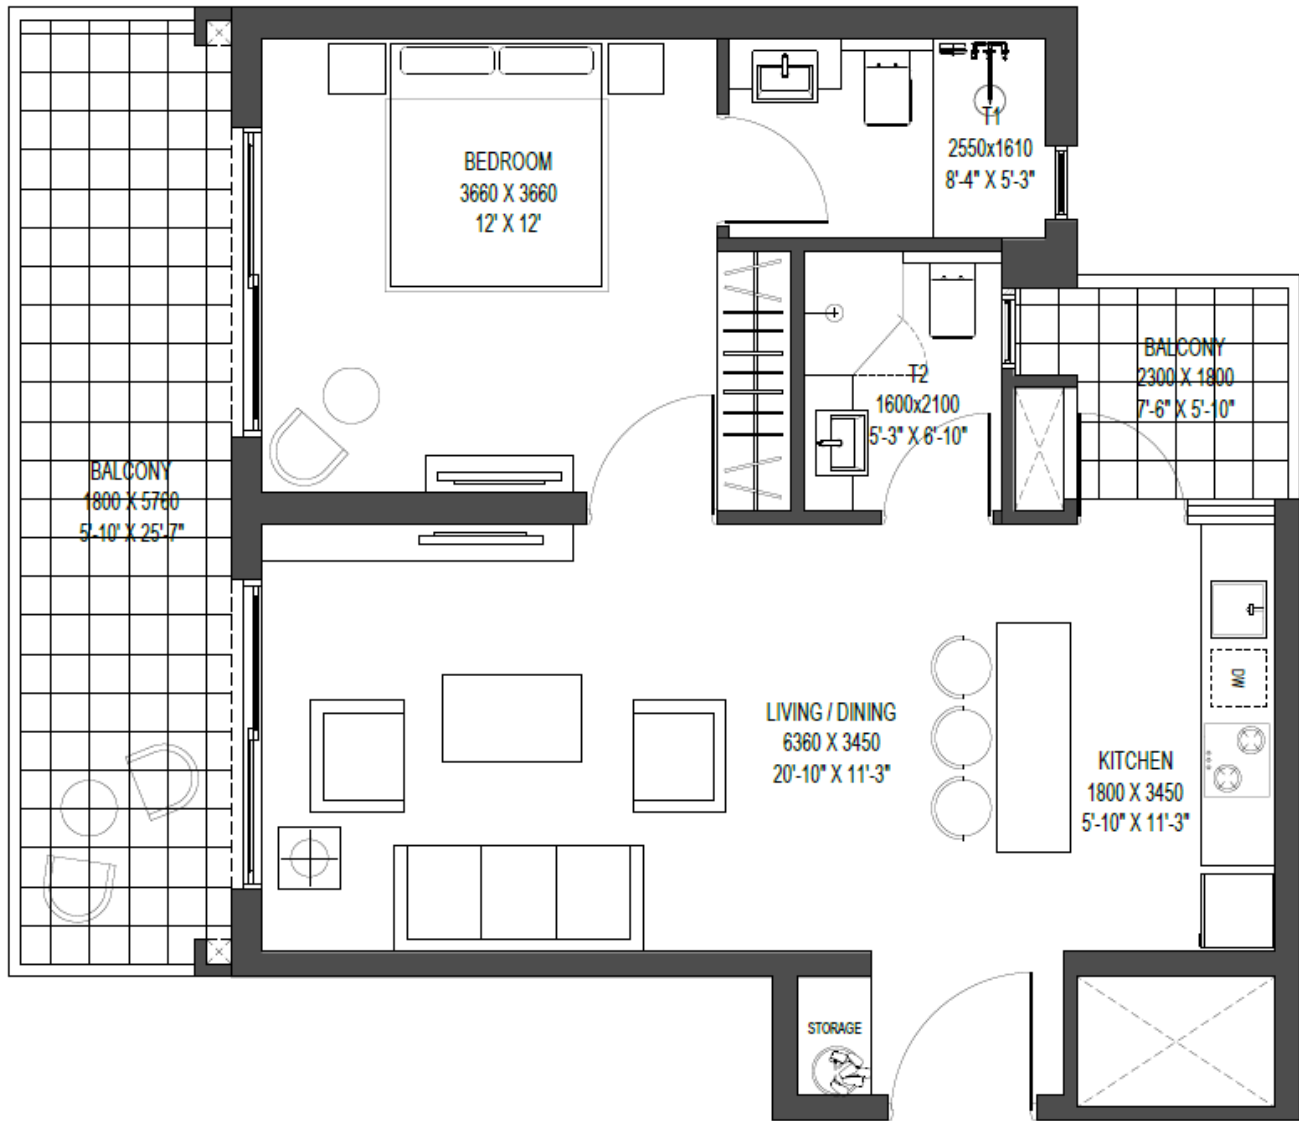 BEDROOM
3660 X 3660
12' X 12'
T1
2550x1610
8'-4" X 5'-3"
BALCONY
2300 X 1800
7'-6" X 5'-10"
T2
1600x2100
5'-3" X 6'-10"
BALCONY
1800 X 5760
5'-10' X 25'-7"
DW
LIVING / DINING
6360 X 3450
20'-10" X 11'-3"
KITCHEN
1800 X 3450
5'-10" X 11'-3"
STORAGE